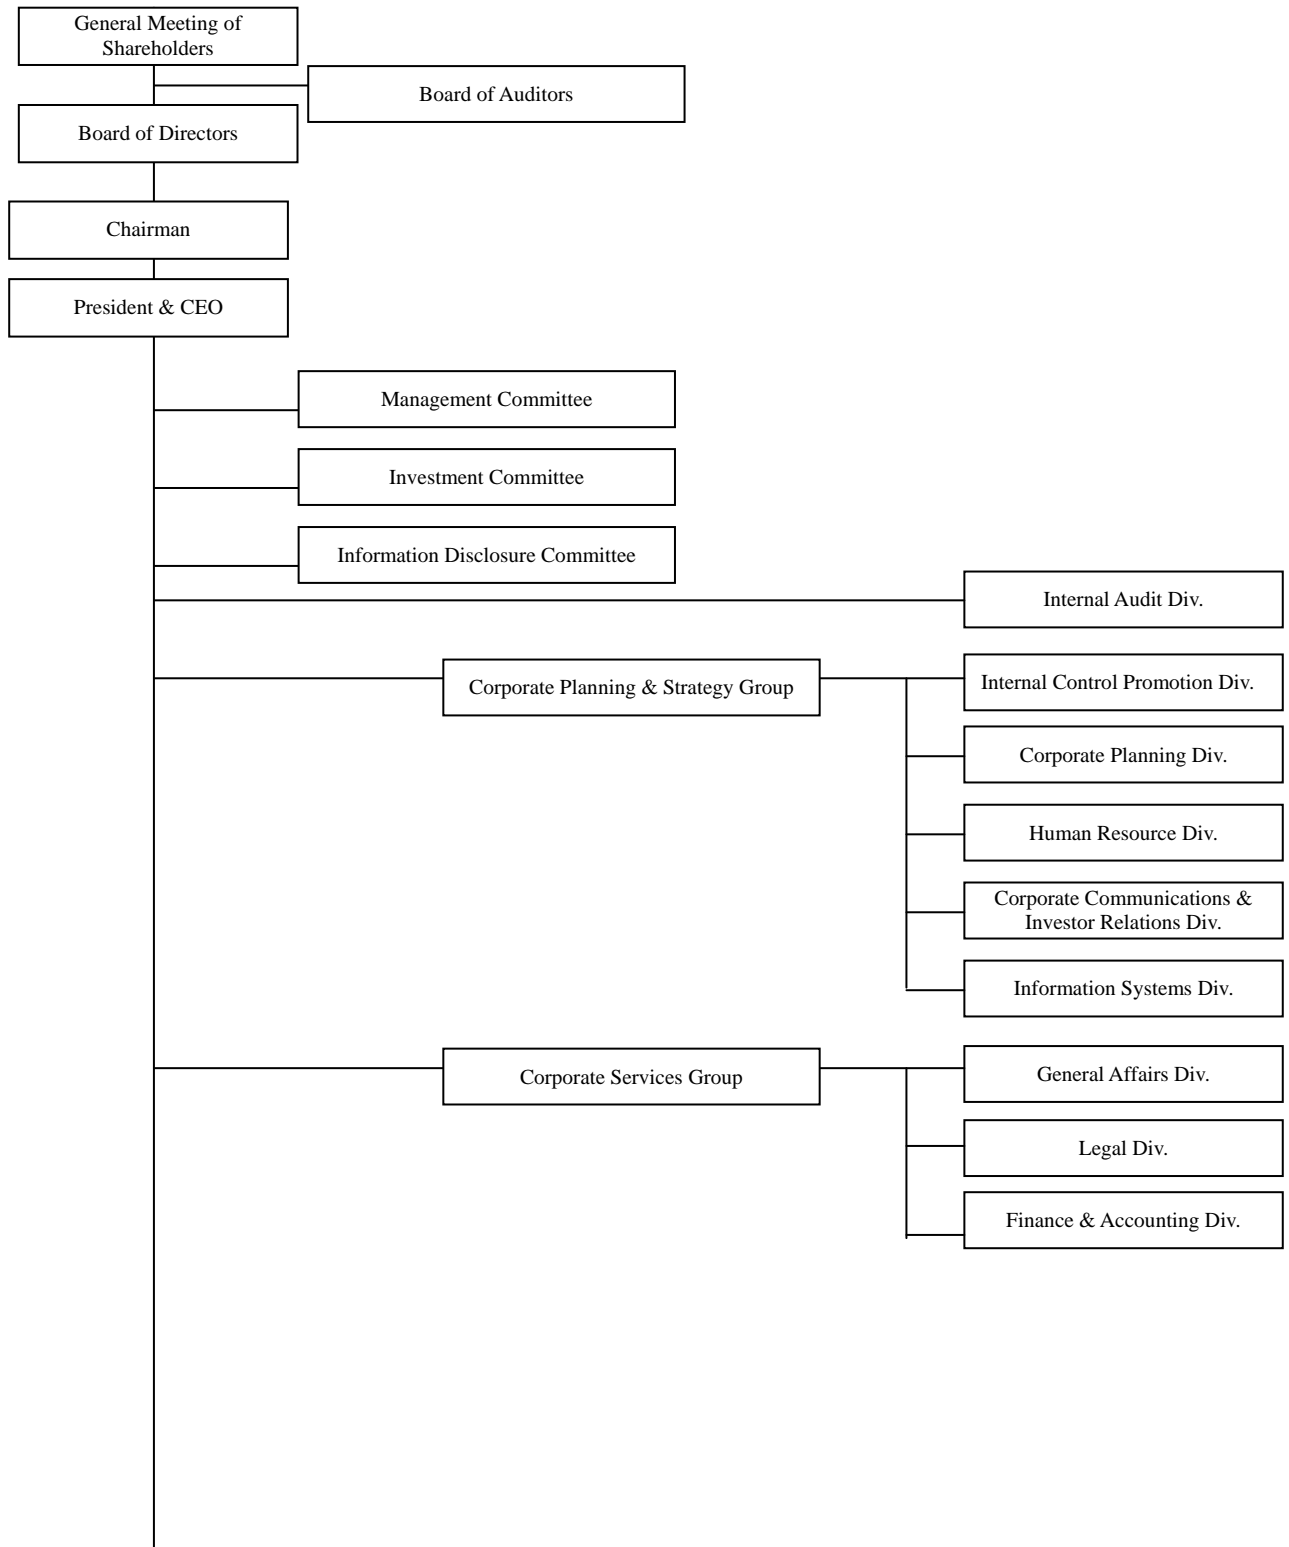 General Meeting of
Shareholders
Board of Auditors
Board of Directors
Chairman
President & CEO
Management Committee
Investment Committee
Information Disclosure Committee
Internal Audit Div.
Corporate Planning & Strategy Group
Internal Control Promotion Div.
Corporate Planning Div.
Human Resource Div.
Corporate Communications &
Investor Relations Div.
Information Systems Div.
Corporate Services Group
General Affairs Div.
Legal Div.
Finance & Accounting Div.